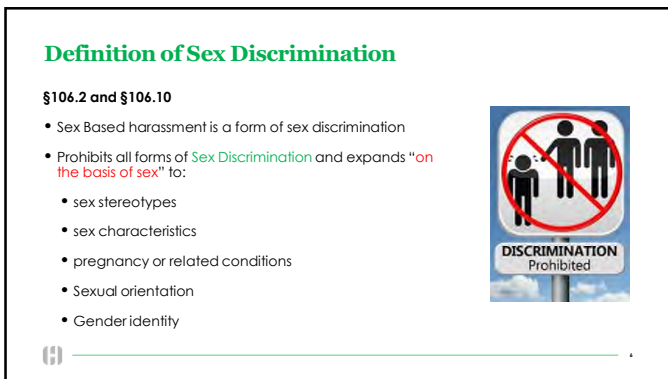 Definition of Sex Discrimination
§106.2 and §106.10
• Sex Based harassment is a form of sex discrimination
• Prohibits all forms of Sex Discrimination and expands “on
the basis of sex” to:
• sex stereotypes
• sex characteristics
• pregnancy or related conditions
• Sexual orientation
• Gender identity
DISCRIMINATION
Prohibited